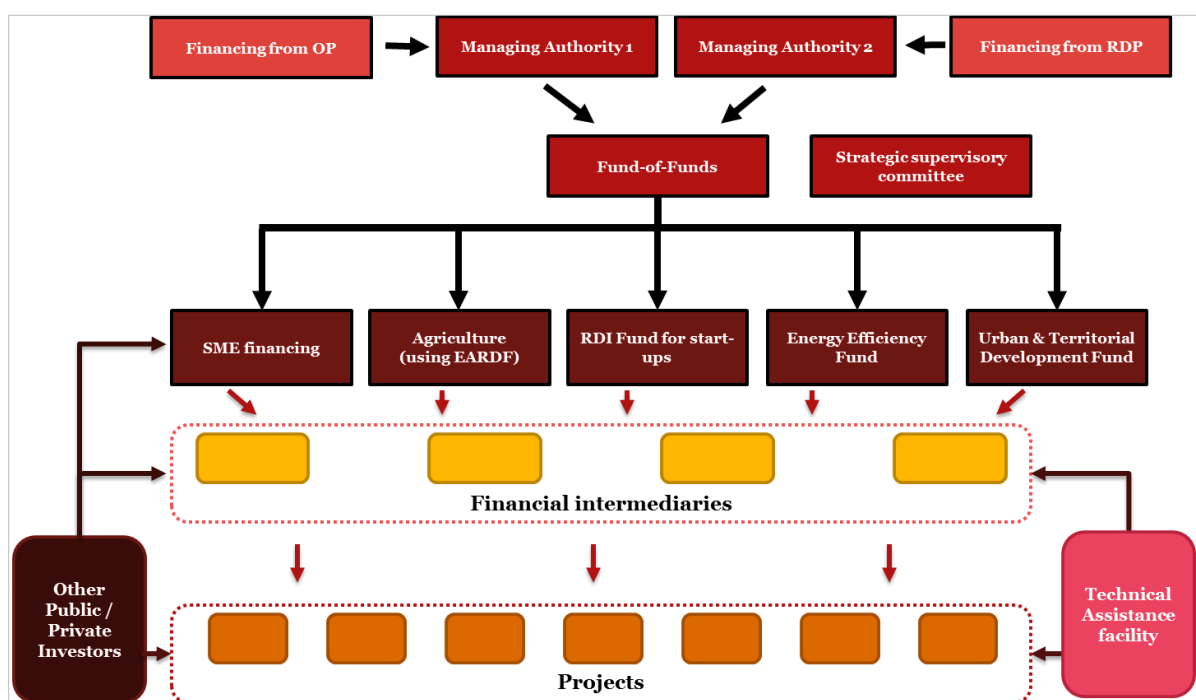 Financing from OP
Managing Authority 1
Managing Authority 2
Financing from RDP
Fund-of-Funds
Strategic supervisory
committee
SME financing
Agriculture
(using EARDF)
RDI Fund for start-
ups
Energy Efficiency
Fund
Urban & Territorial
Development Fund
Financial intermediaries
Other
Public /
Private
Investors
Technical
Assistance
facility
Projects